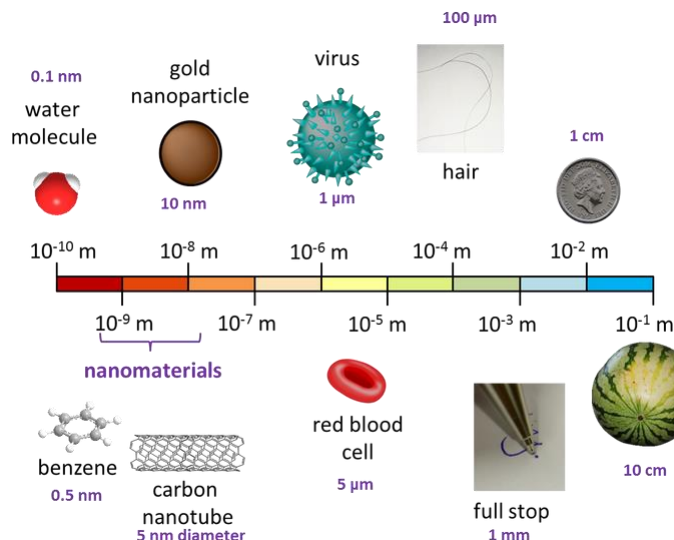 100 µm
0.1 nm
water
molecule
gold
nanoparticle
10 nm
virus
1 µm
hair
1 cm
10⁻¹⁰ m
10⁻⁸ m
10⁻⁶ m
10⁻⁴ m
10⁻² m
10⁻⁹ m
10⁻⁷ m
10⁻⁵ m
10⁻³ m
10⁻¹ m
nanomaterials
benzene
0.5 nm
carbon
nanotube
5 nm diameter
red blood
cell
5 µm
full stop
1 mm
10 cm